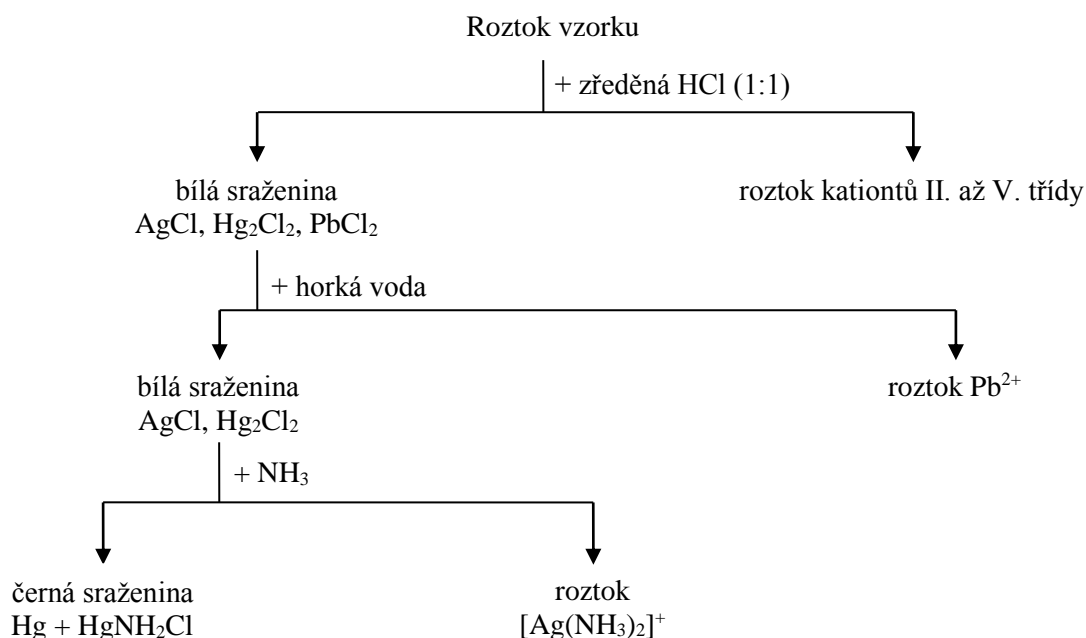 Roztok vzorku
+ zředěná HCl (1:1)
bílá sraženina
AgCl, Hg₂Cl₂, PbCl₂
roztok kationtů II. až V. třídy
+ horká voda
bílá sraženina
AgCl, Hg₂Cl₂
roztok Pb²⁺
+ NH₃
černá sraženina
Hg + HgNH₂Cl
roztok
[Ag(NH₃)₂]⁺